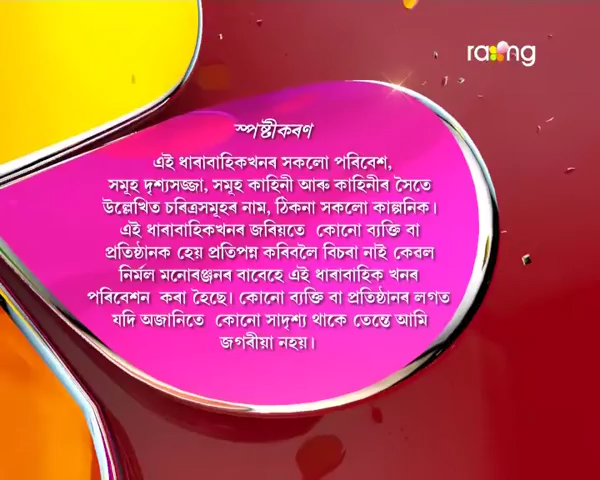 rang
স্পষ্টীকৰণ
এই ধাৰাবাহিকখনৰ সকলো পৰিবেশ,
সমূহ দৃশ্যসজ্জা, সমূহ কাহিনী আৰু কাহিনীৰ সৈতে
উল্লেখিত চৰিত্ৰসমূহৰ নাম, ঠিকনা সকলো কাল্পনিক।
এই ধাৰাবাহিকখনৰ জৰিয়তে কোনো ব্যক্তি বা
প্ৰতিষ্ঠানক হেয় প্ৰতিপন্ন কৰিবলৈ বিচৰা নাই কেৱল
নিৰ্মল মনোৰঞ্জনৰ বাবেহে এই ধাৰাবাহিক খনৰ
পৰিবেশন কৰা হৈছে। কোনো ব্যক্তি বা প্ৰতিষ্ঠানৰ লগত
যদি অজানিতে কোনো সাদৃশ্য থাকে তেন্তে আমি
জগৰীয়া নহয়।